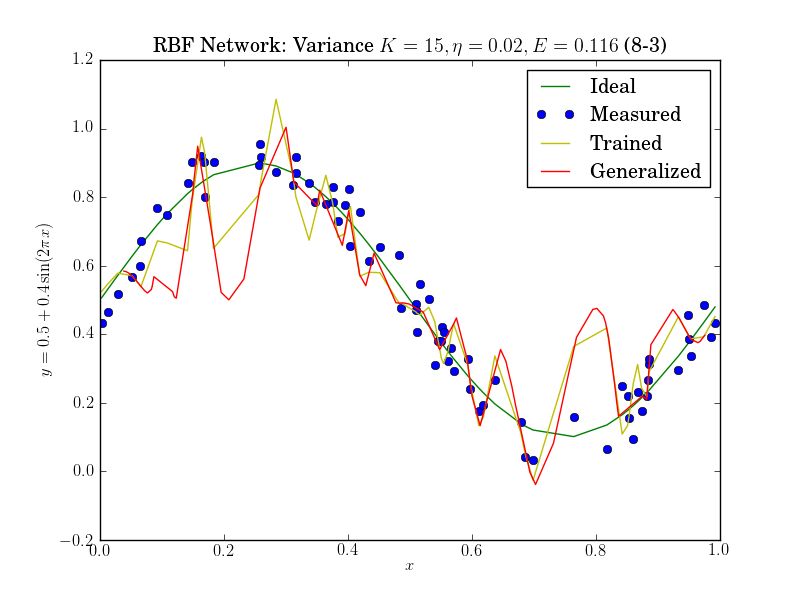 RBF Network: Variance K = 15, η = 0.02, E = 0.116 (8-3)
Ideal
Measured
Trained
Generalized
1.2
1.0
0.8
0.6
0.4
0.2
0.0
−0.2
y = 0.5 + 0.4 sin(2πx)
0.0 0.2 0.4 0.6 0.8 1.0
x